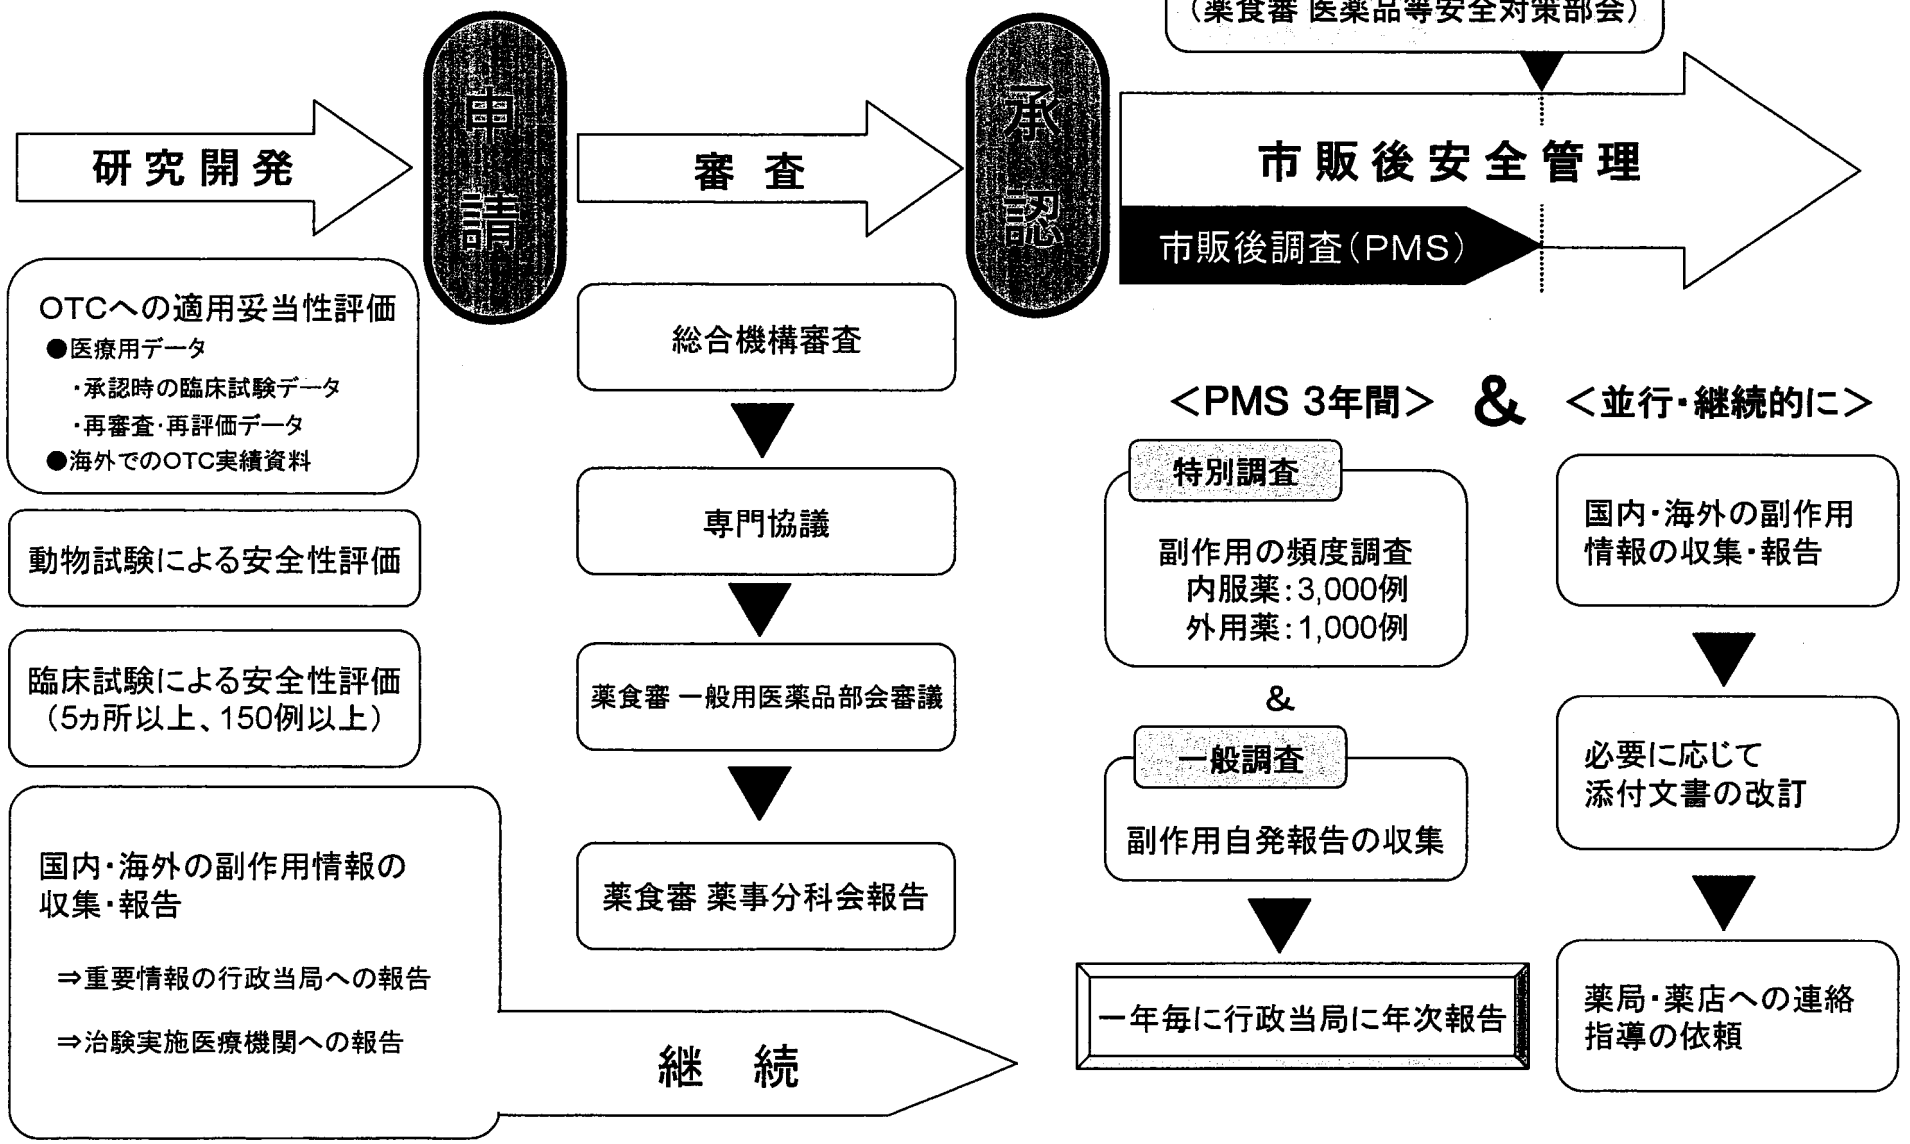 (薬食審 医薬品等安全対策部会)
研究開発
申請
審査
承認
市販後安全管理
市販後調査(PMS)
OTCへの適用妥当性評価
●医療用データ
・承認時の臨床試験データ
・再審査・再評価データ
●海外でのOTC実績資料
動物試験による安全性評価
臨床試験による安全性評価
(5ヵ所以上、150例以上)
国内・海外の副作用情報の
収集・報告
⇒重要情報の行政当局への報告
⇒治験実施医療機関への報告
継続
総合機構審査
専門協議
薬食審 一般用医薬品部会審議
薬食審 薬事分科会報告
<PMS 3年間> & <並行・継続的に>
特別調査
副作用の頻度調査
内服薬:3,000例
外用薬:1,000例
&
一般調査
副作用自発報告の収集
一年毎に行政当局に年次報告
国内・海外の副作用
情報の収集・報告
必要に応じて
添付文書の改訂
薬局・薬店への連絡
指導の依頼